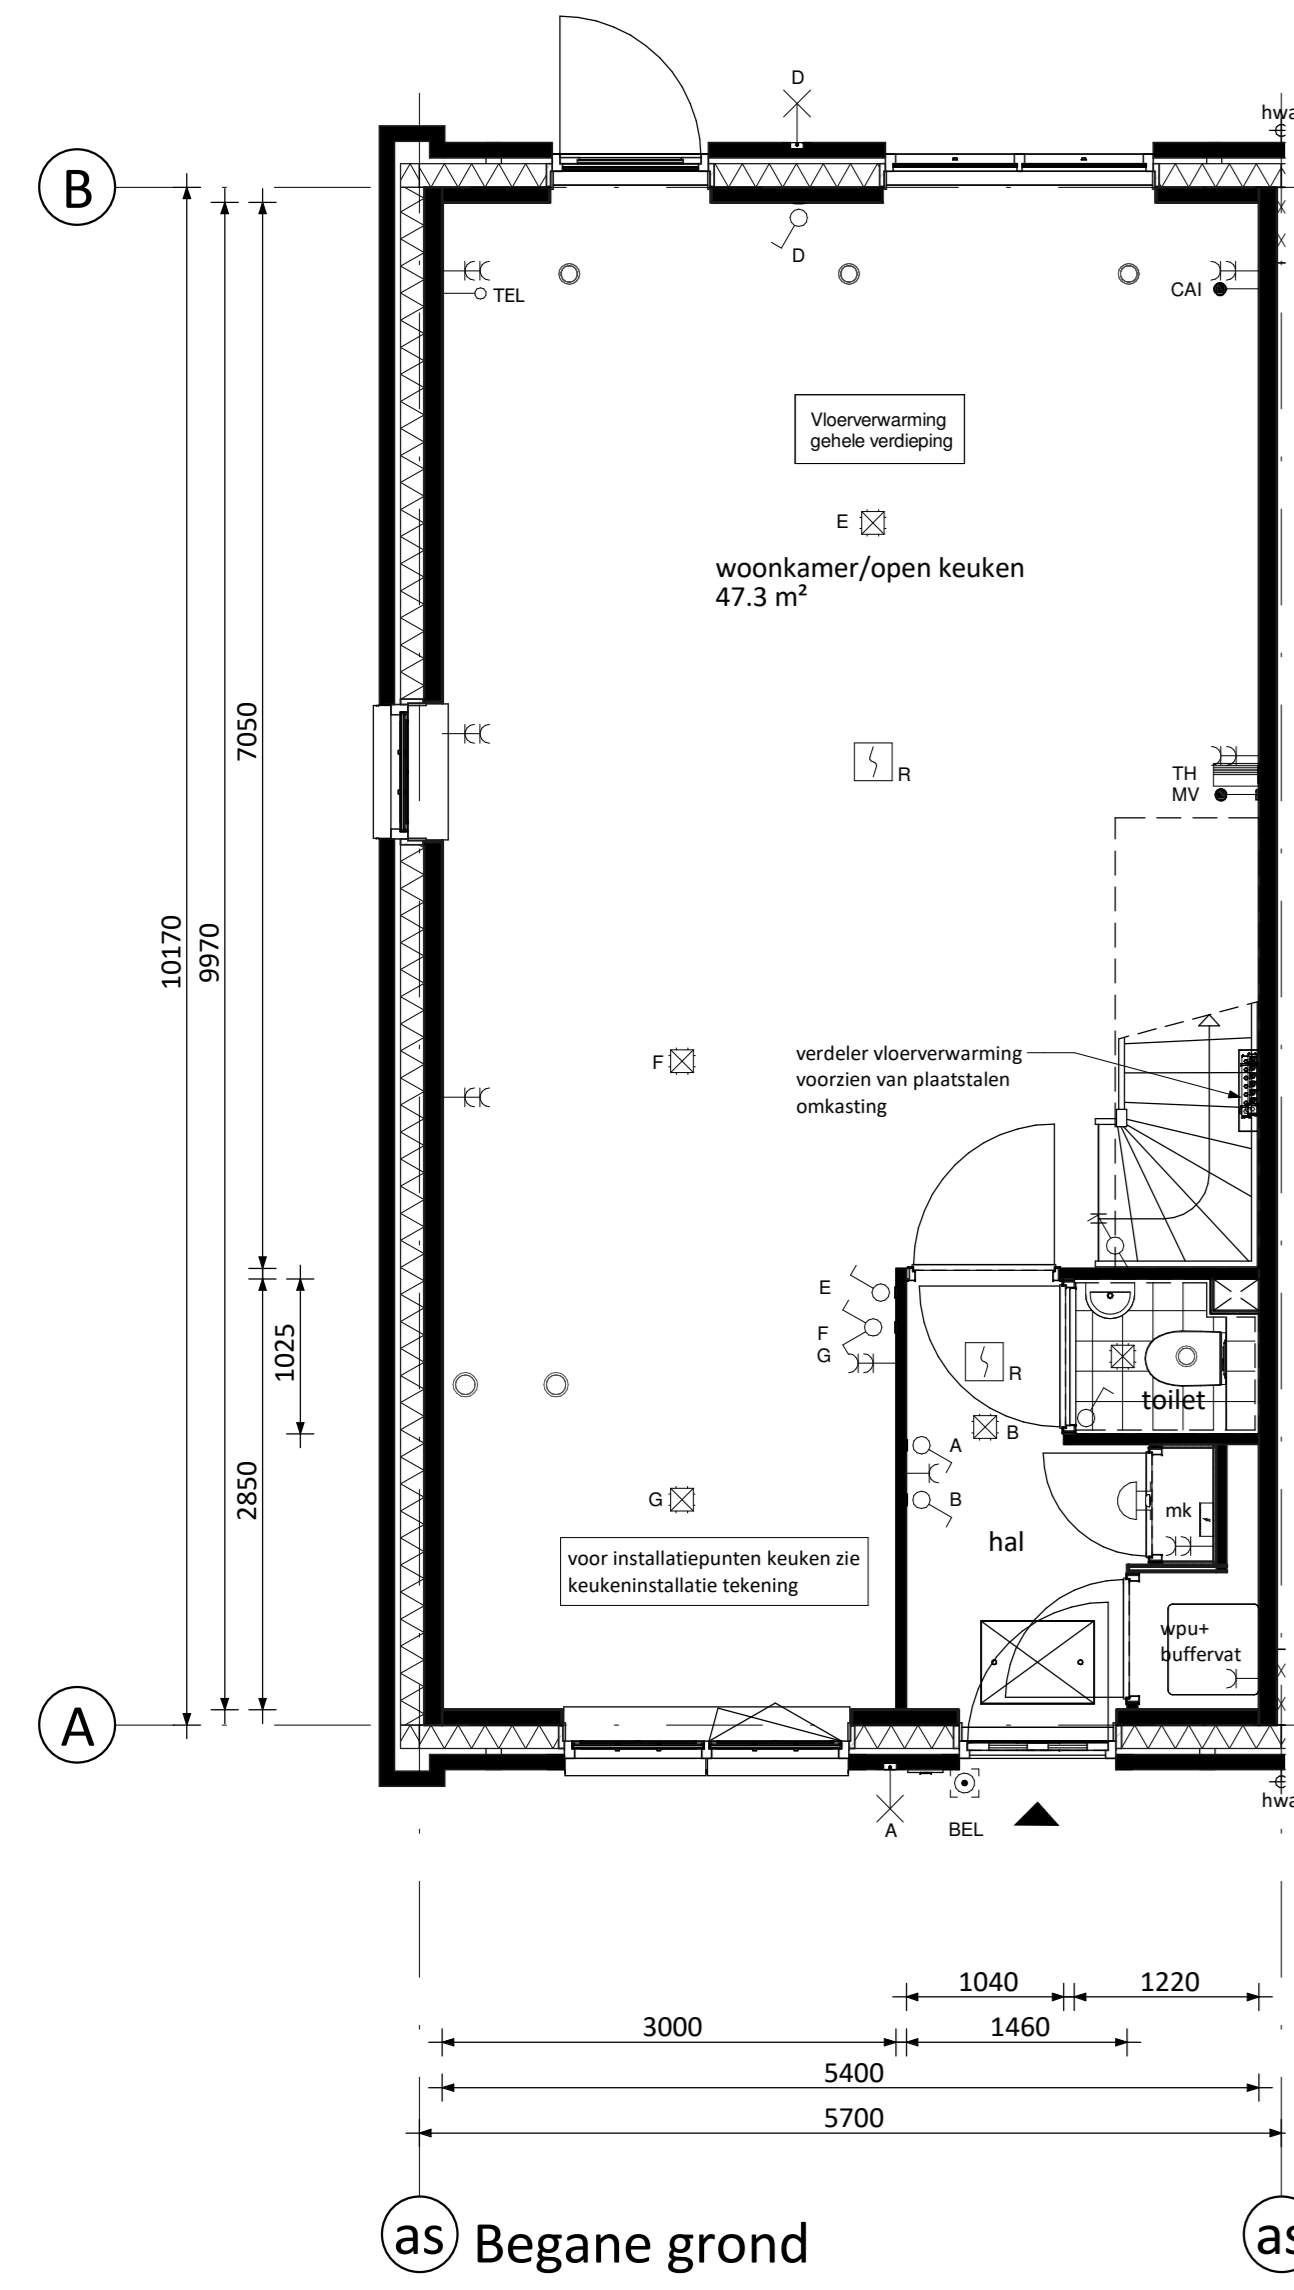 D
hwa
B
D
TEL
CAI
Vloerverwarming
gehele verdieping
E
woonkamer/open keuken
47.3 m²
7050
R
TH
MV
10170
9970
F
verdeler vloerverwarming
voorzien van plaatstalen
omkasting
E
F
G
1025
R
toilet
B
A
2850
G
B
mk
hal
voor installatiepunten keuken zie
keukeninstallatie tekening
wpu+
buffervat
A
hwa
A
BEL
1040
1220
3000
1460
5400
5700
as
Begane grond
as